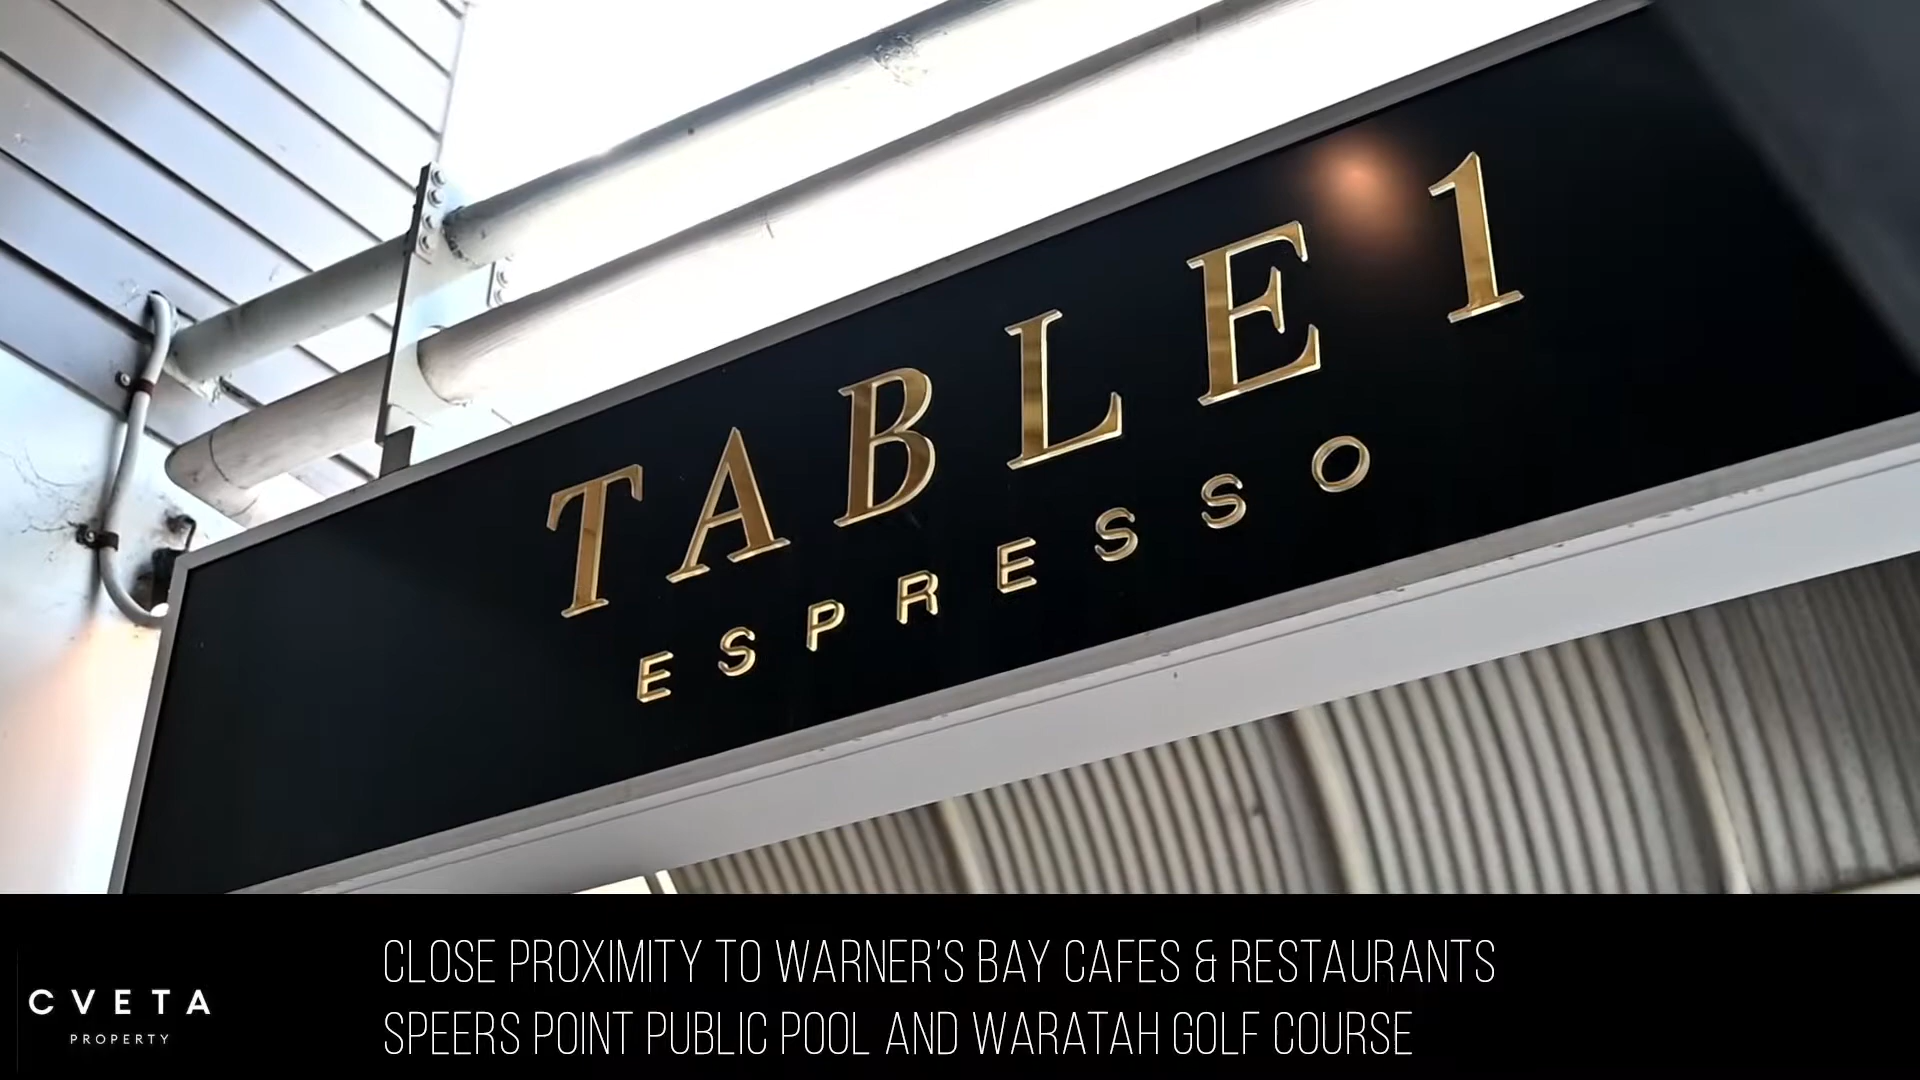 TABLE 1
ESPRESSO
CLOSE PROXIMITY TO WARNER'S BAY CAFES & RESTAURANTS
SPEERS POINT PUBLIC POOL AND WARATAH GOLF COURSE
CVETA
PROPERTY